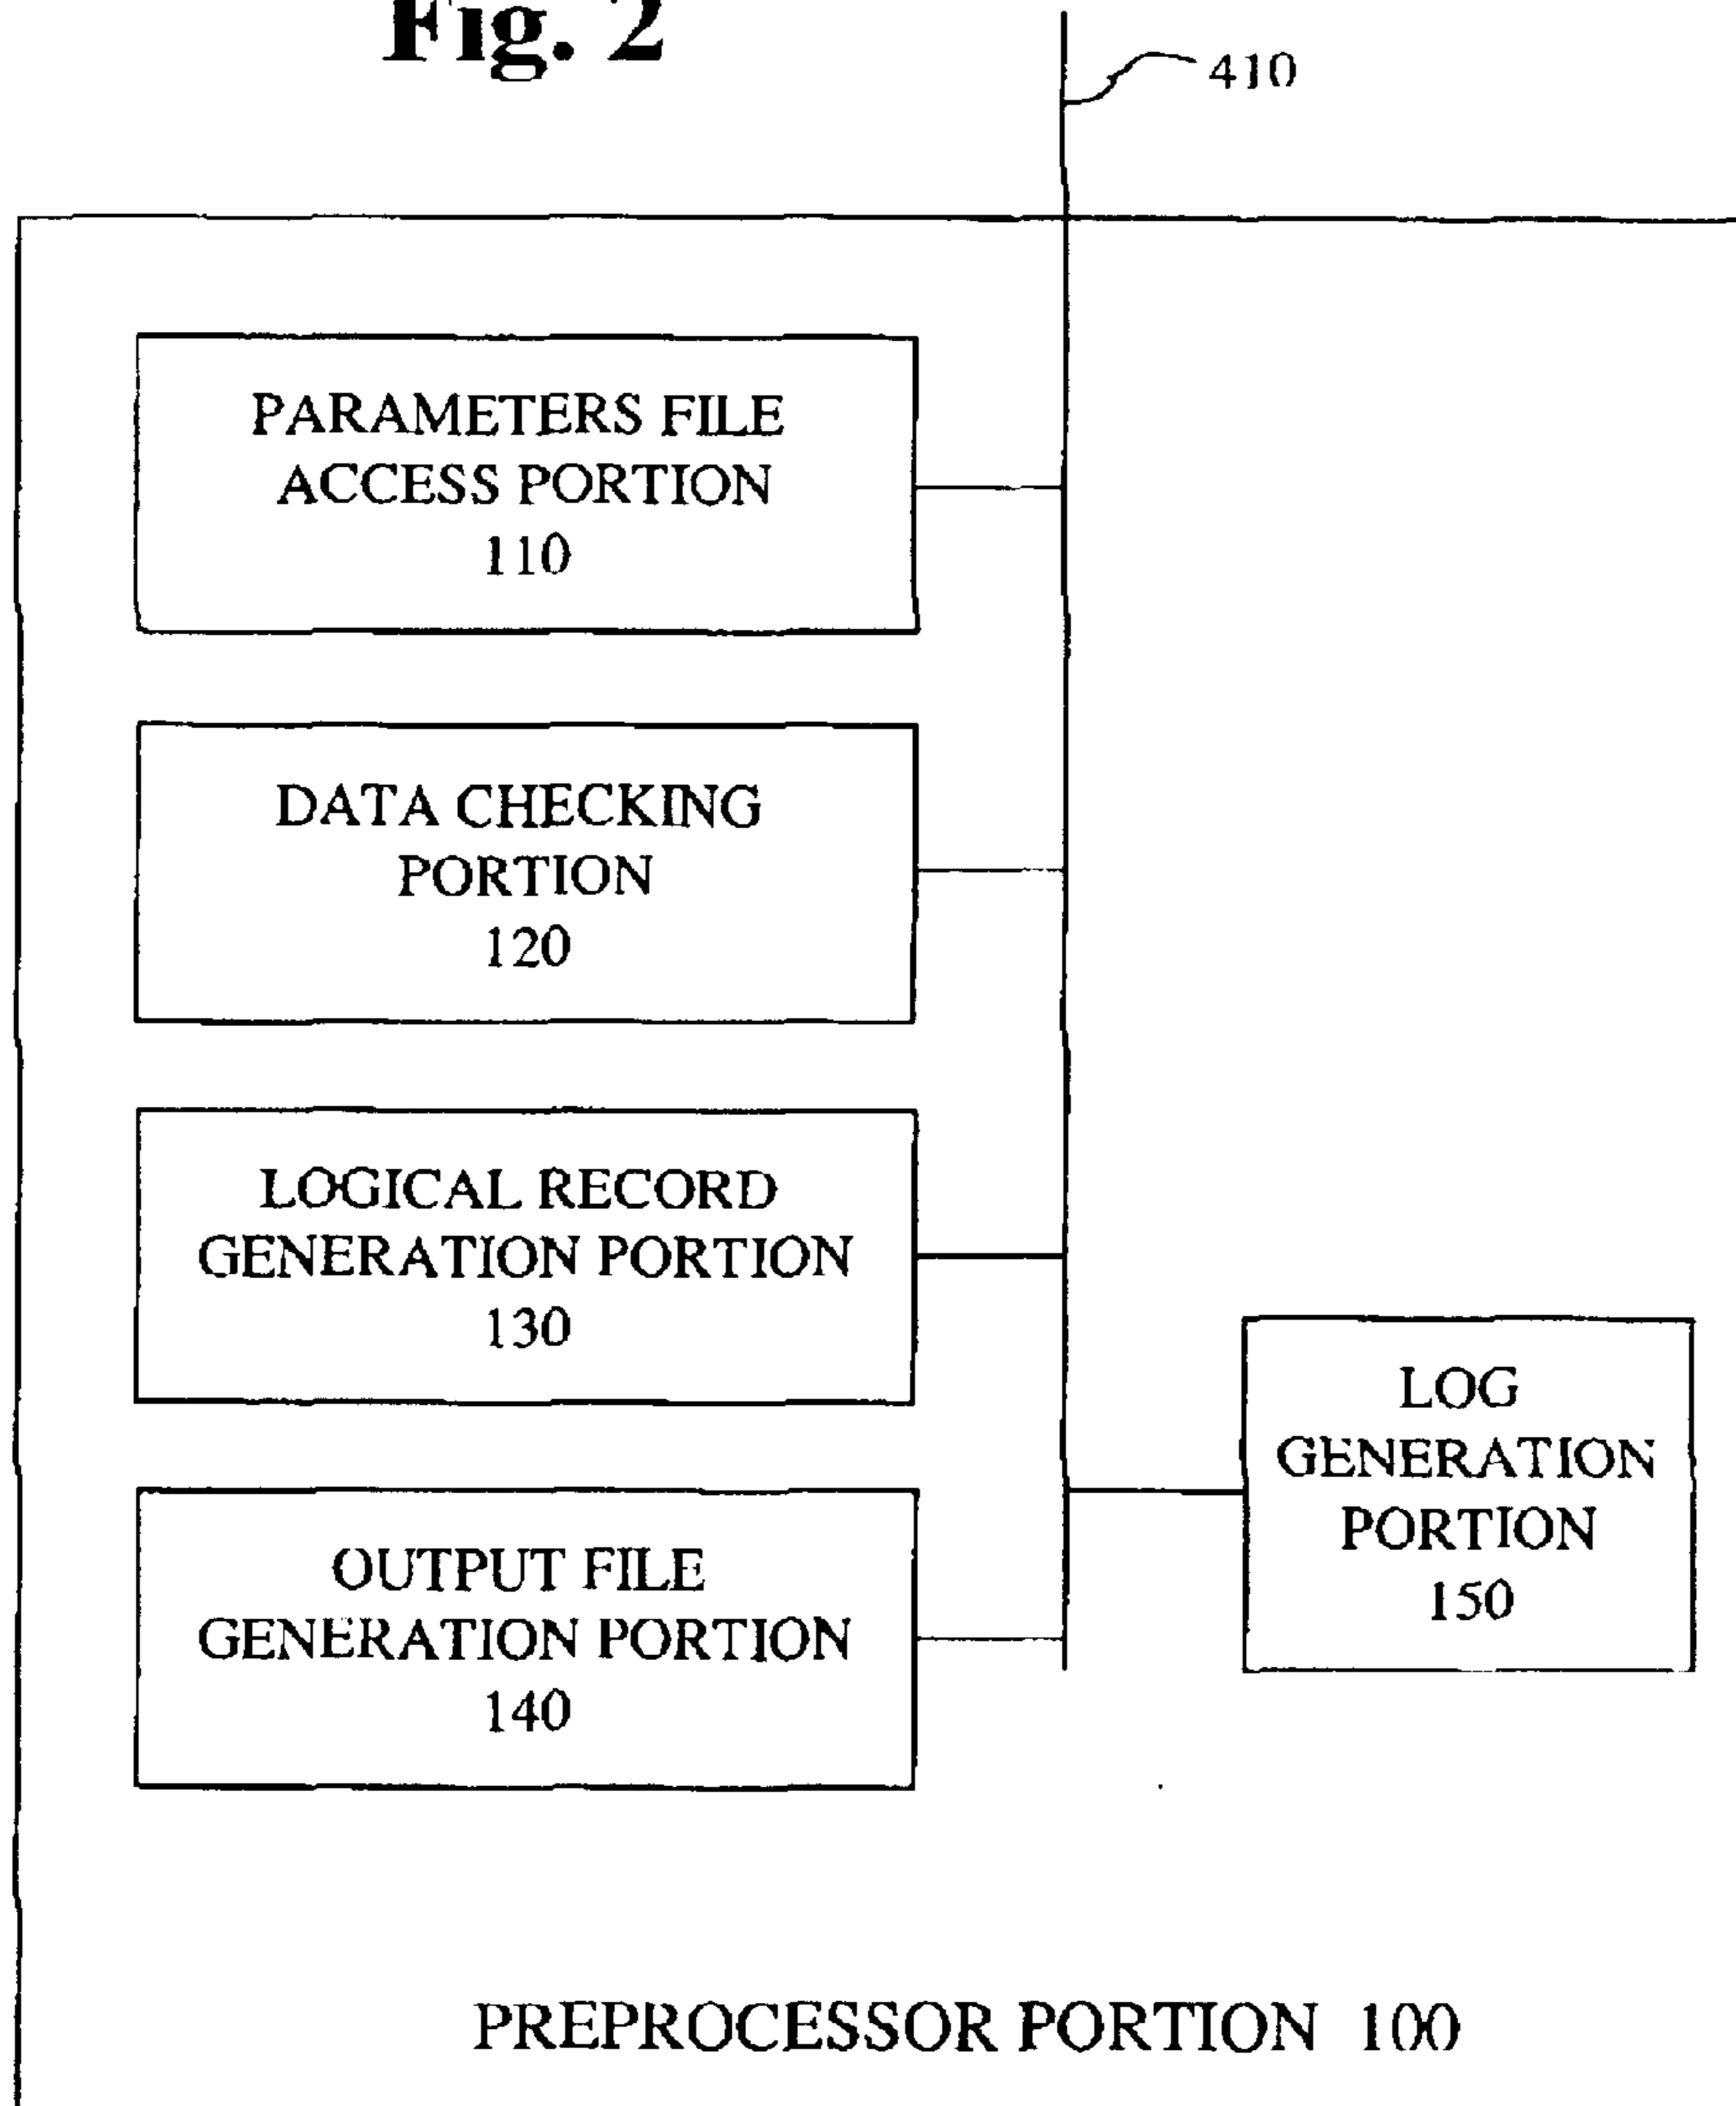 Fig. 2
410
PARAMETERS FILE
ACCESS PORTION
110
DATA CHECKING
PORTION
120
LOGICAL RECORD
GENERATION PORTION
130
LOG
GENERATION
PORTION
150
OUTPUT FILE
GENERATION PORTION
140
PREPROCESSOR PORTION 100